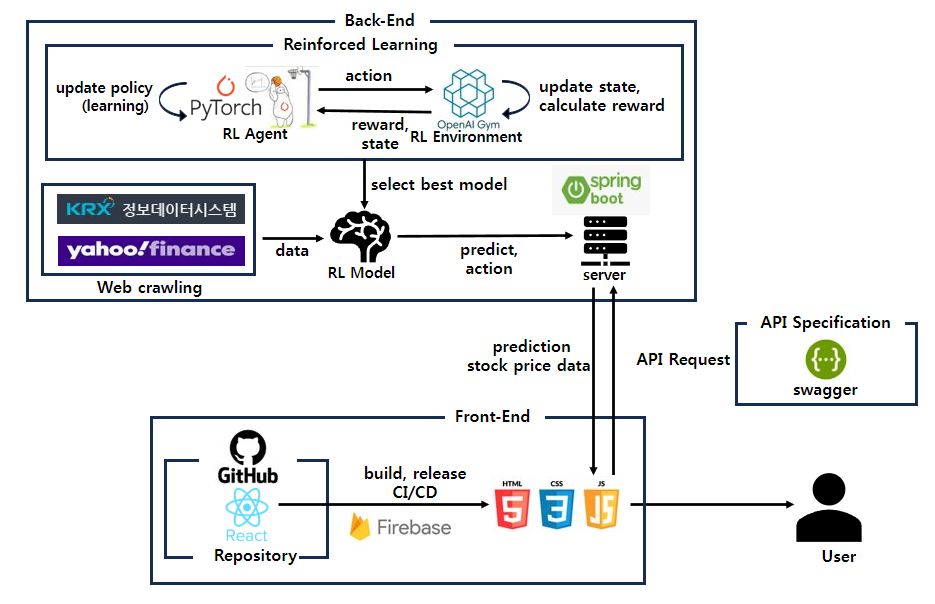 Back-End
Reinforced Learning
update policy
(learning)
PyTorch
RL Agent
action
reward,
state
OpenAI Gym
RL Environment
update state,
calculate reward
select best model
KRX 정보데이터시스템
yahoo!finance
Web crawling
data
RL Model
predict,
action
spring
boot
server
prediction
stock price data
API Request
API Specification
{···}
swagger
Front-End
GitHub
React
Repository
build, release
CI/CD
Firebase
HTML
5
CSS
3
JS
JS
User